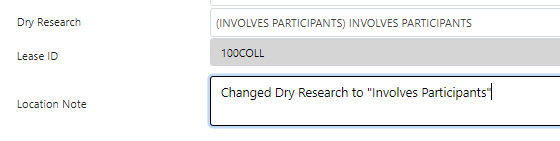 Dry Research (INVOLVES PARTICIPANTS) INVOLVES PARTICIPANTS
Lease ID 100COLL
Location Note Changed Dry Research to "Involves Participants"